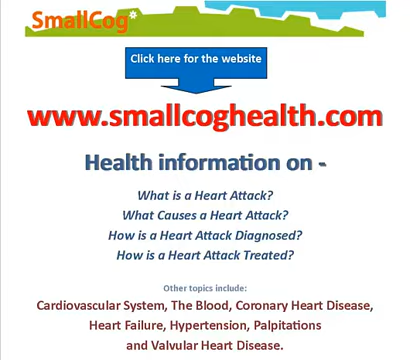 SmallCog
Click here for the website
www.smallcoghealth.com
Health information on -
What is a Heart Attack?
What Causes a Heart Attack?
How is a Heart Attack Diagnosed?
How is a Heart Attack Treated?
Other topics include:
Cardiovascular System, The Blood, Coronary Heart Disease,
Heart Failure, Hypertension, Palpitations
and Valvular Heart Disease.